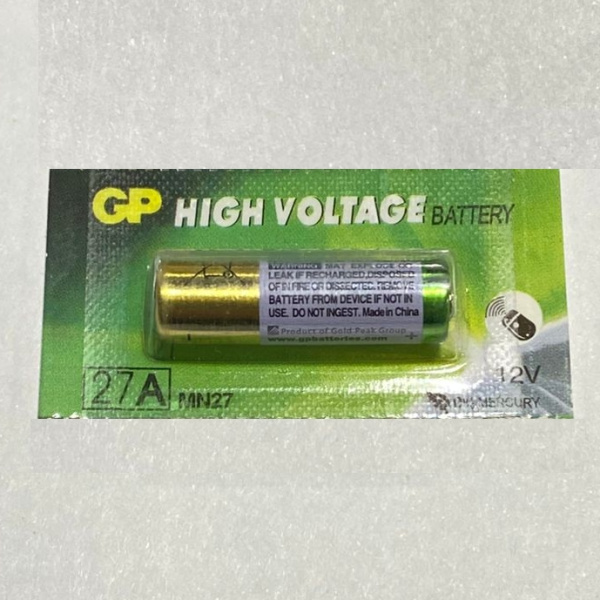 GP HIGH VOLTAGE BATTERY
WARNING: MAY EXPLODE OR
LEAK IF RECHARGED, DISPOSED
OF IN FIRE OR DISSECTED. REMOVE
BATTERY FROM DEVICE IF NOT IN
USE. DO NOT INGEST. Made in China
Product of Gold Peak Group
www.gpbatteries.com +
27A MN27
12V
0% MERCURY